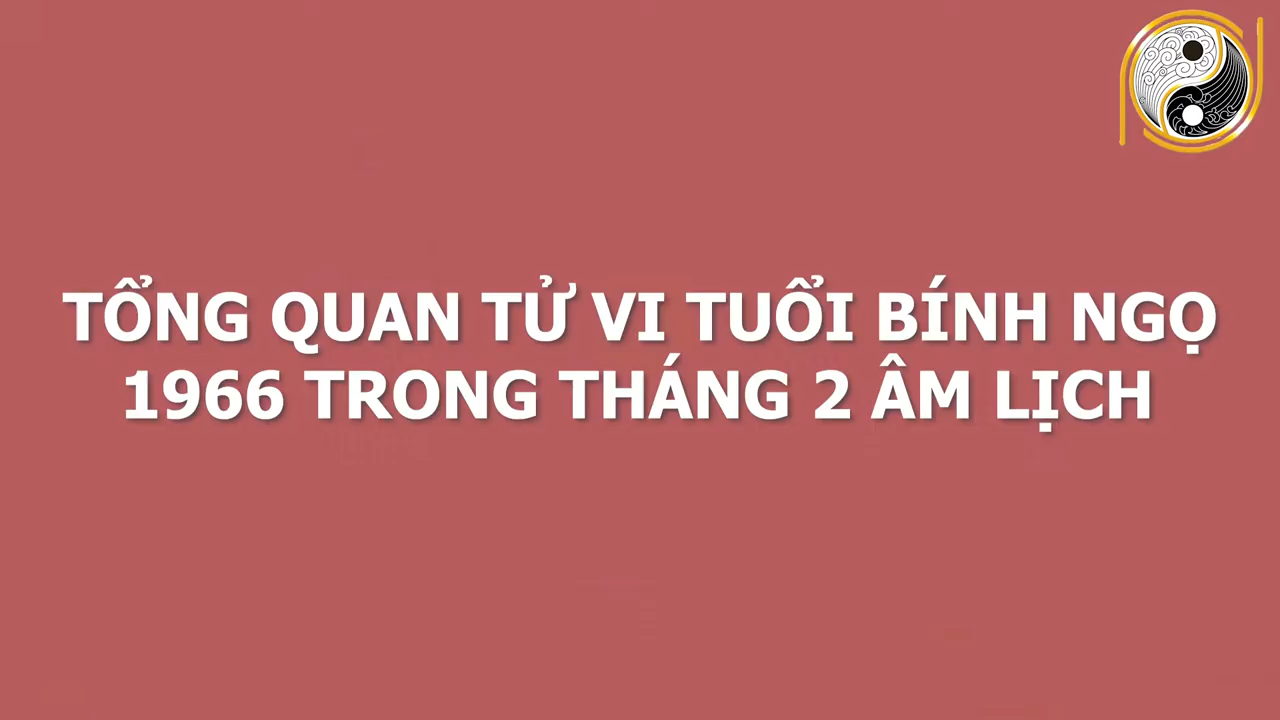 TỔNG QUAN TỬ VI TUỔI BÍNH NGỌ
1966 TRONG THÁNG 2 ÂM LỊCH